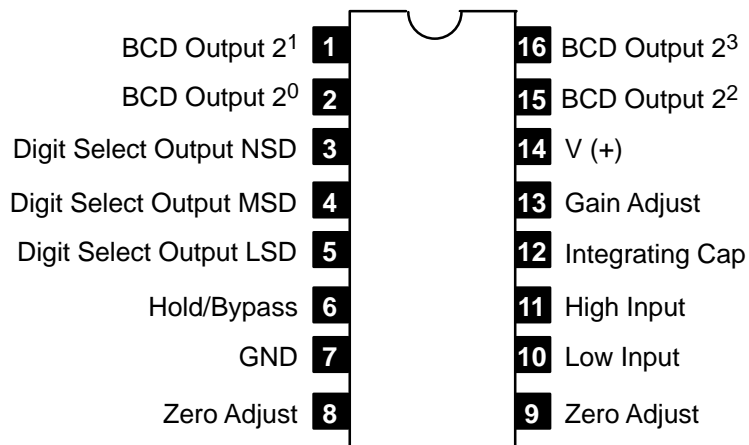 BCD Output 2¹ 1 16 BCD Output 2³
BCD Output 2⁰ 2 15 BCD Output 2²
Digit Select Output NSD 3 14 V (+)
Digit Select Output MSD 4 13 Gain Adjust
Digit Select Output LSD 5 12 Integrating Cap
Hold/Bypass 6 11 High Input
GND 7 10 Low Input
Zero Adjust 8 9 Zero Adjust